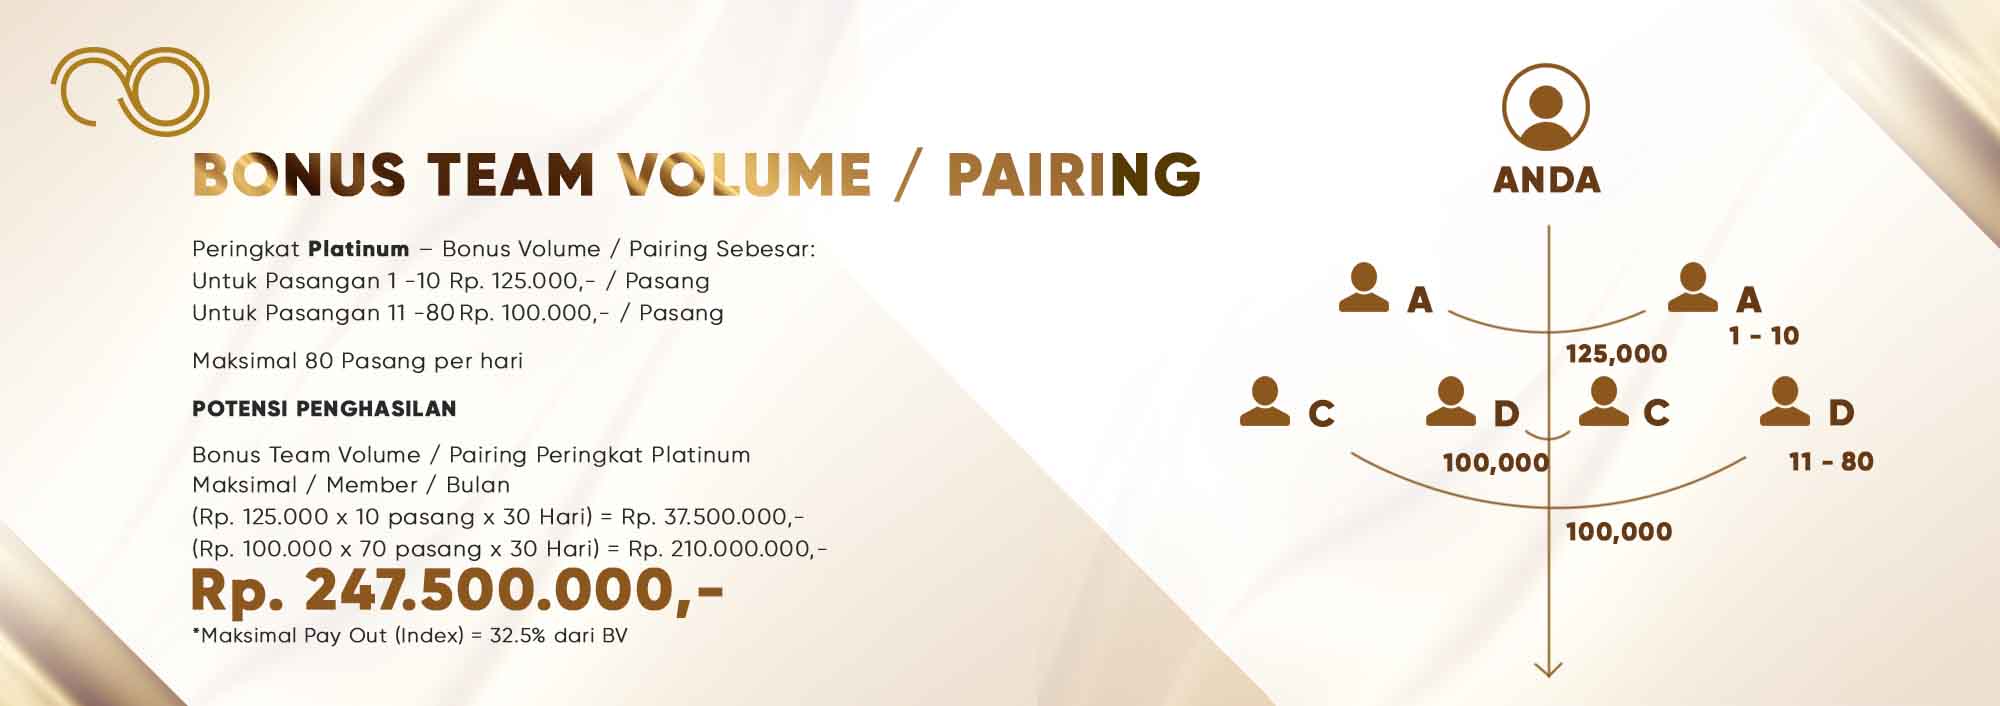 BONUS TEAM VOLUME / PAIRING
Peringkat Platinum – Bonus Volume / Pairing Sebesar:
Untuk Pasangan 1 -10 Rp. 125.000,- / Pasang
Untuk Pasangan 11 -80 Rp. 100.000,- / Pasang
Maksimal 80 Pasang per hari
POTENSI PENGHASILAN
Bonus Team Volume / Pairing Peringkat Platinum
Maksimal / Member / Bulan
(Rp. 125.000 x 10 pasang x 30 Hari) = Rp. 37.500.000,-
(Rp. 100.000 x 70 pasang x 30 Hari) = Rp. 210.000.000,-
Rp. 247.500.000,-
*Maksimal Pay Out (Index) = 32.5% dari BV
ANDA
A A
1 - 10
125,000
C D C D
100,000 11 - 80
100,000